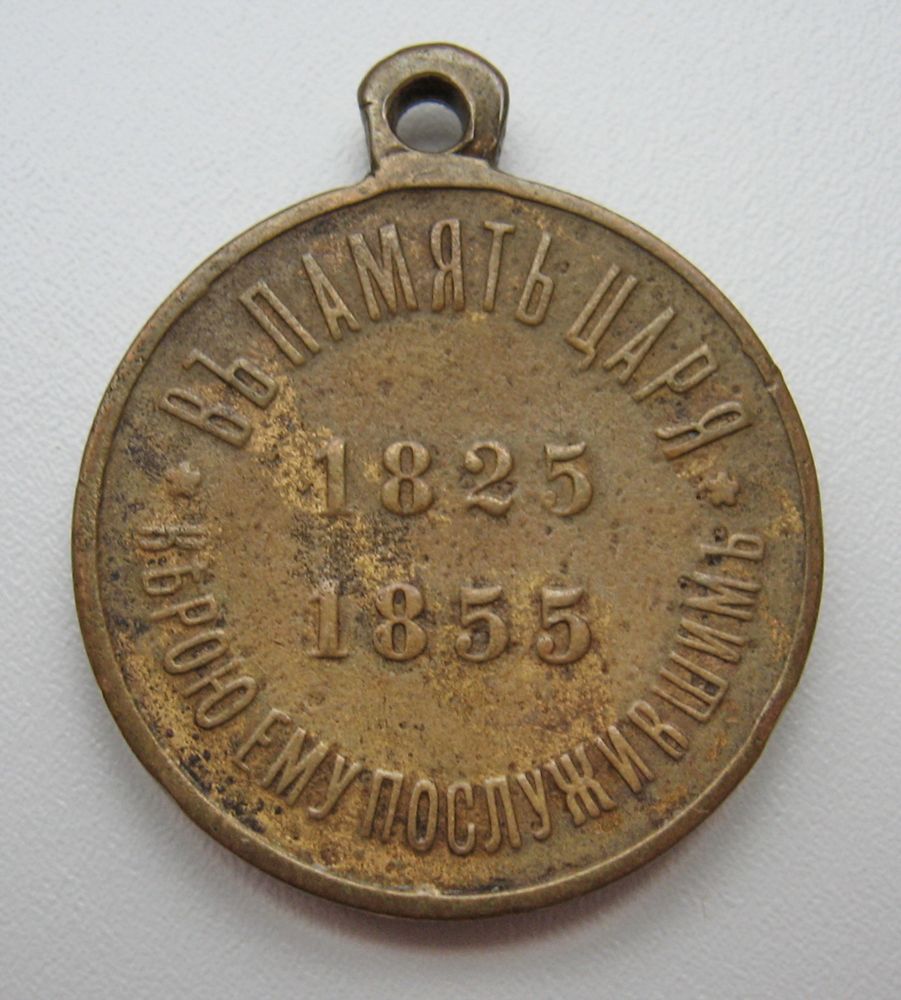 ВЪ ПАМЯТЬ ЦАРЯ
1825
1855
ВѢРОЮ ЕМУ ПОСЛУЖИВШИМЪ